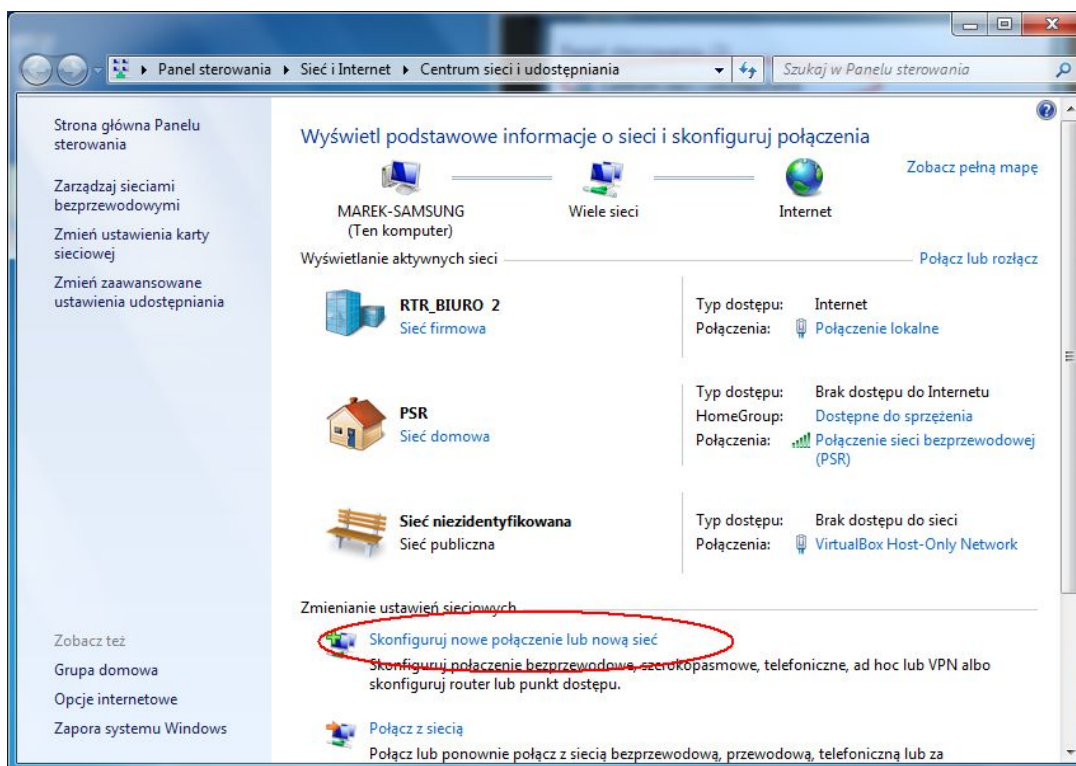 Panel sterowania Sieć i Internet Centrum sieci i udostępniania
Szukaj w Panelu sterowania
Strona główna Panelu
sterowania
Zarządzaj sieciami
bezprzewodowymi
Zmień ustawienia karty
sieciowej
Zmień zaawansowane
ustawienia udostępniania
Zobacz też
Grupa domowa
Opcje internetowe
Zapora systemu Windows
Wyświetl podstawowe informacje o sieci i skonfiguruj połączenia
Zobacz pełną mapę
MAREK-SAMSUNG
(Ten komputer)
Wiele sieci
Internet
Wyświetlanie aktywnych sieci
Połącz lub rozłącz
RTR_BIURO 2
Sieć firmowa
Typ dostępu: Internet
Połączenia: Połączenie lokalne
PSR
Sieć domowa
Typ dostępu: Brak dostępu do Internetu
HomeGroup: Dostępne do sprzężenia
Połączenia: Połączenie sieci bezprzewodowej
(PSR)
Sieć niezidentyfikowana
Sieć publiczna
Typ dostępu: Brak dostępu do sieci
Połączenia: VirtualBox Host-Only Network
Zmienianie ustawień sieciowych
Skonfiguruj nowe połączenie lub nową sieć
Skonfiguruj połączenie bezprzewodowe, szerokopasmowe, telefoniczne, ad hoc lub VPN albo
skonfiguruj router lub punkt dostępu.
Połącz z siecią
Połącz lub ponownie połącz z siecią bezprzewodową, przewodową, telefoniczną lub za